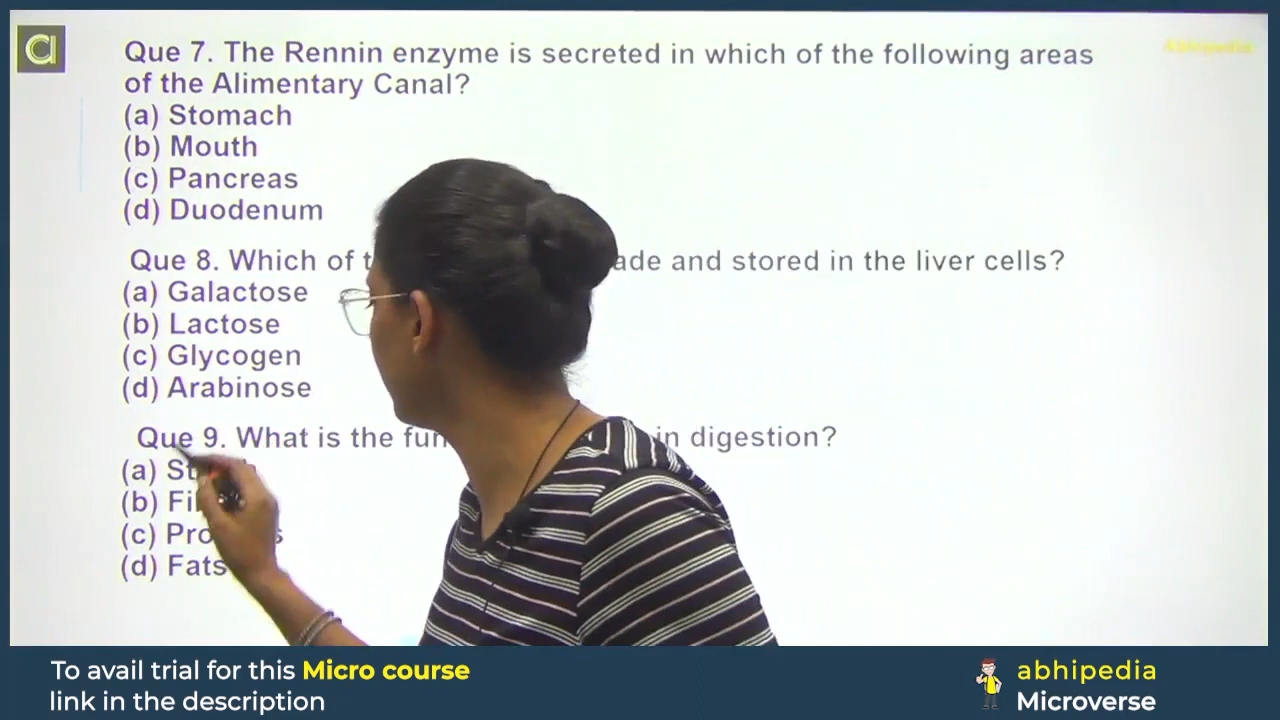 Que 7. The Rennin enzyme is secreted in which of the following areas
of the Alimentary Canal?
(a) Stomach
(b) Mouth
(c) Pancreas
(d) Duodenum
Que 8. Which of and stored in the liver cells?
(a) Galactose
(b) Lactose
(c) Glycogen
(d) Arabinose
Que 9. What is the in digestion?
(a)
(b)
(c)
(d) Fats
Abhipedia
To avail trial for this Micro course
link in the description
abhipedia
Microverse